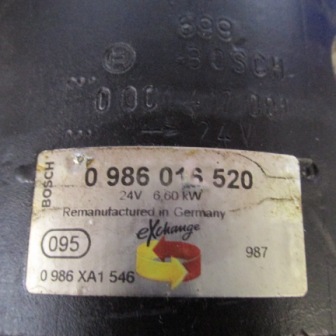 699
BOSCH
24V
BOSCH
0 986 016 520
24V 6,60 kW
Remanufactured in Germany
eXchange
095
987
0 986 XA1 546